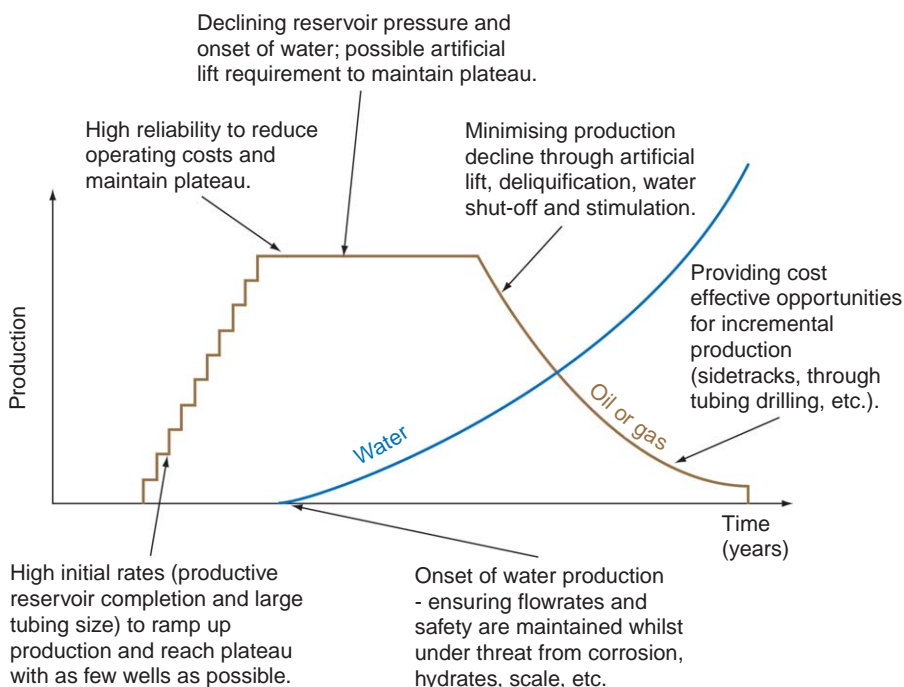 Declining reservoir pressure and
onset of water; possible artificial
lift requirement to maintain plateau.
High reliability to reduce
operating costs and
maintain plateau.
Minimising production
decline through artificial
lift, deliquification, water
shut-off and stimulation.
Providing cost
effective opportunities
for incremental
production
(sidetracks, through
tubing drilling, etc.).
Production
Water
Oil or gas
Time
(years)
High initial rates (productive
reservoir completion and large
tubing size) to ramp up
production and reach plateau
with as few wells as possible.
Onset of water production
- ensuring flowrates and
safety are maintained whilst
under threat from corrosion,
hydrates, scale, etc.